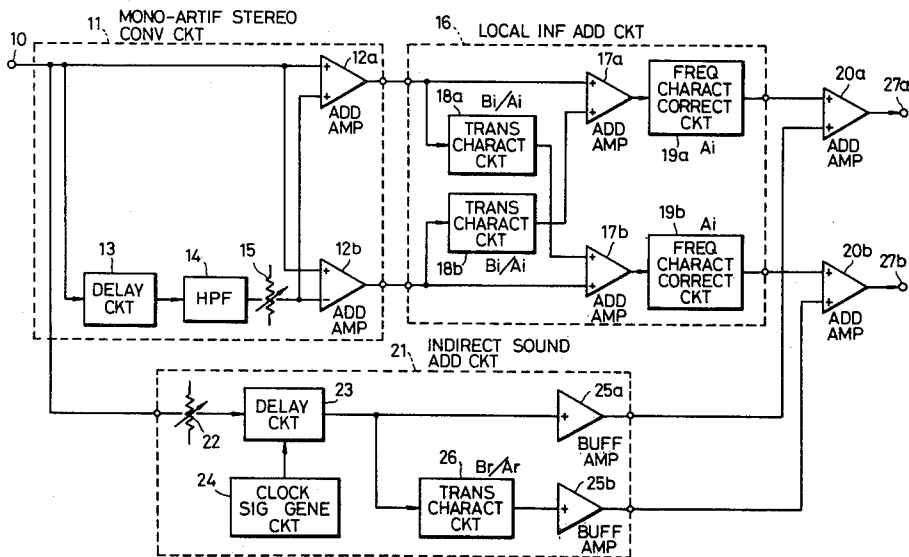 MONO-ARTIF STEREO
CONV CKT
11
10
12a
ADD
AMP
13
DELAY
CKT
14
HPF
15
12b
ADD
AMP
16
LOCAL INF ADD CKT
18a
Bi/Ai
TRANS
CHARACT
CKT
TRANS
CHARACT
CKT
18b
Bi/Ai
17a
ADD
AMP
FREQ
CHARACT
CORRECT
CKT
19a
Ai
17b
ADD
AMP
19b
Ai
FREQ
CHARACT
CORRECT
CKT
20a
ADD
AMP
27a
20b
ADD
AMP
27b
21
INDIRECT SOUND
ADD CKT
22
DELAY
CKT
23
24
CLOCK
SIG GENE
CKT
25a
BUFF
AMP
26
Br/Ar
TRANS
CHARACT
CKT
25b
BUFF
AMP